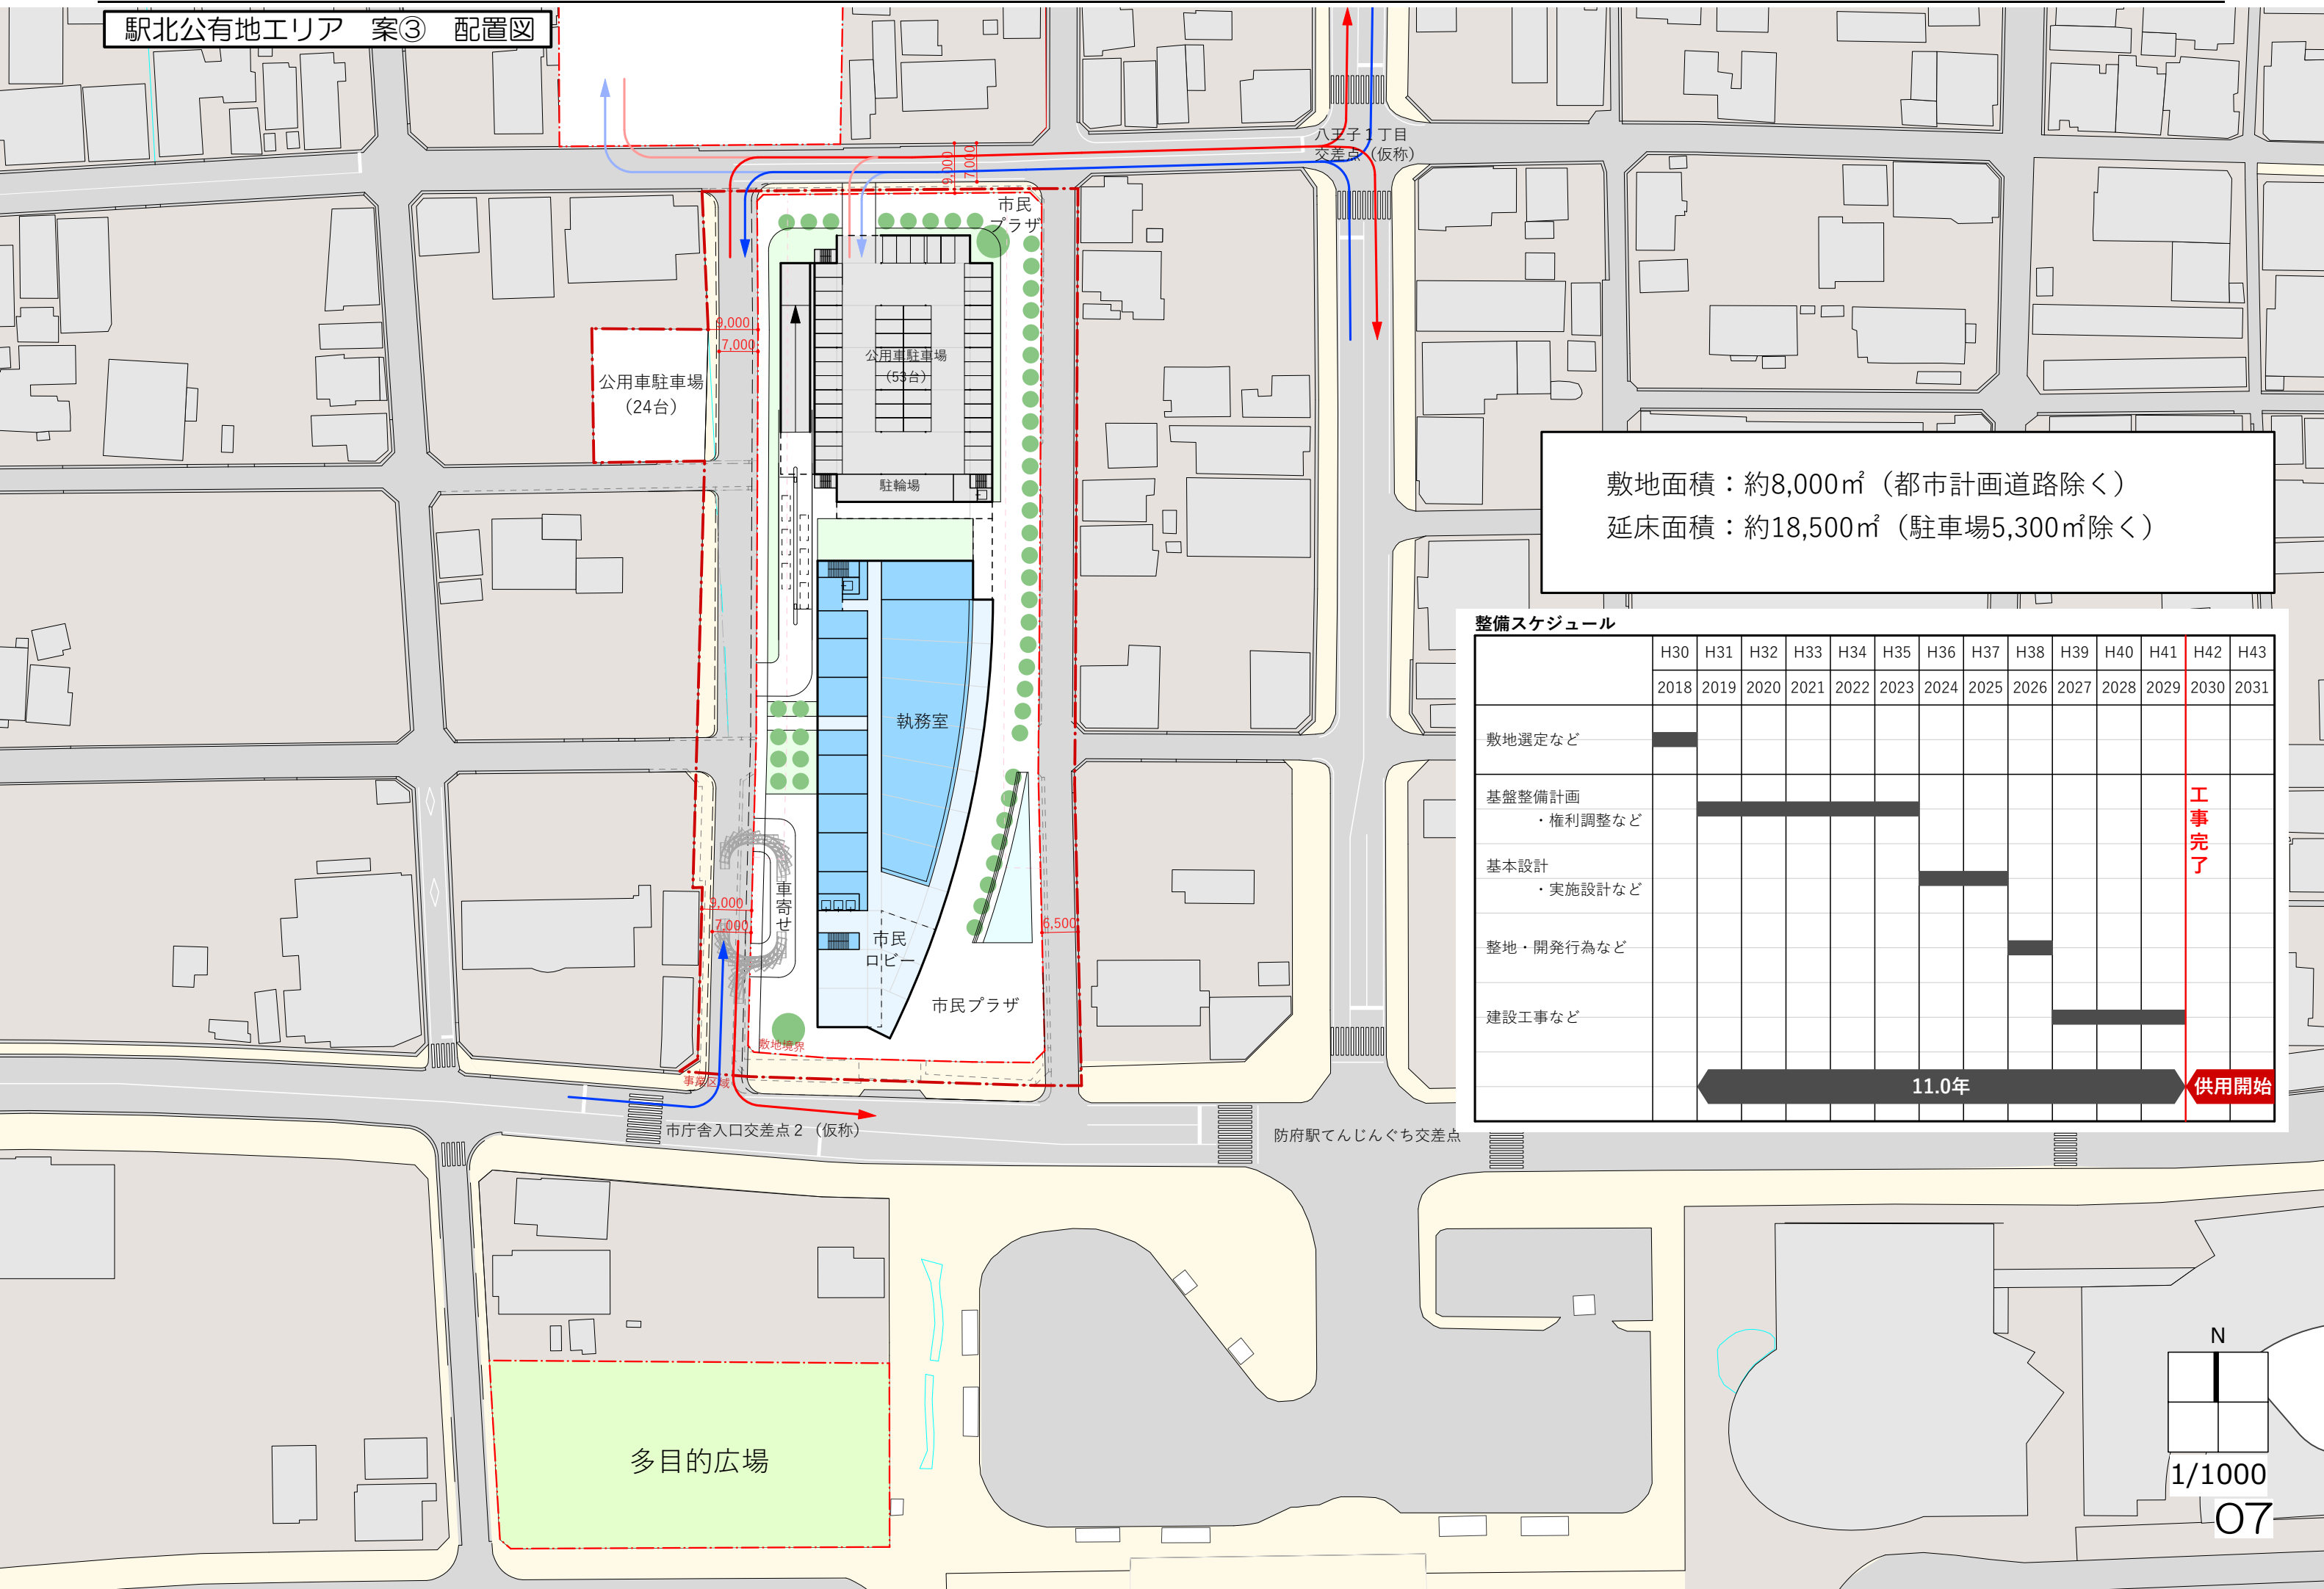 駅北公有地エリア　案③　配置図
八王子１丁目
交差点（仮称）
9,000
7,000
市民
プラザ
9,000
7,000
公用車駐車場
（24台）
公用車駐車場
（53台）
駐輪場
執務室
車寄せ
9,000
7,000
6,500
市民
ロビー
市民プラザ
敷地境界
事業区域
市庁舎入口交差点２（仮称）
防府駅てんじんぐち交差点
多目的広場
敷地面積：約8,000㎡（都市計画道路除く）
延床面積：約18,500㎡（駐車場5,300㎡除く）
整備スケジュール
H30 H31 H32 H33 H34 H35 H36 H37 H38 H39 H40 H41 H42 H43
2018 2019 2020 2021 2022 2023 2024 2025 2026 2027 2028 2029 2030 2031
敷地選定など
基盤整備計画
・権利調整など
基本設計
・実施設計など
整地・開発行為など
建設工事など
工事完了
11.0年
供用開始
N
1/1000
07